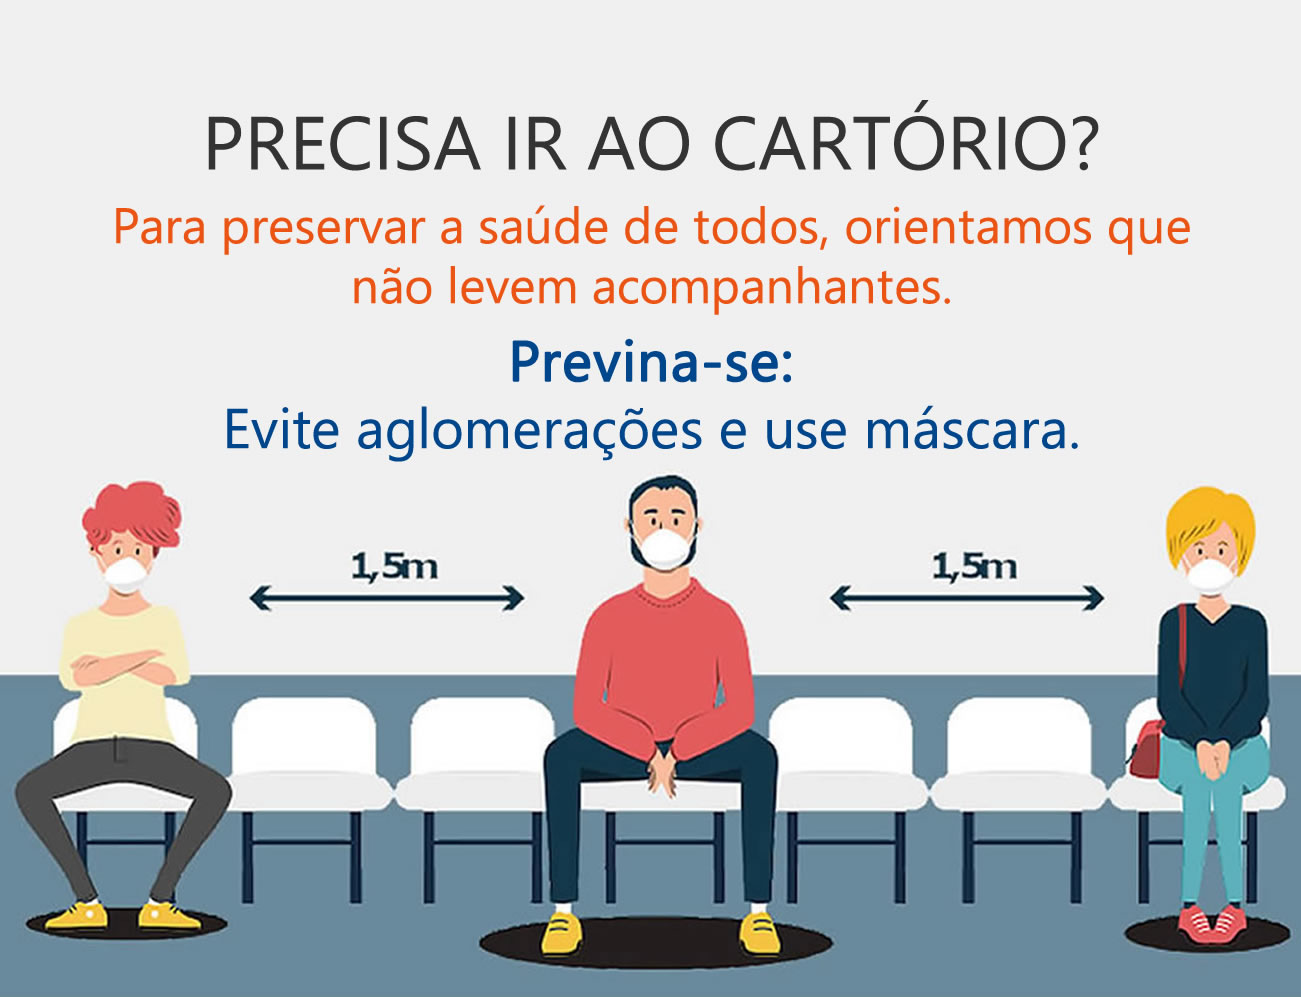 PRECISA IR AO CARTÓRIO?
Para preservar a saúde de todos, orientamos que
não levem acompanhantes.
Previna-se:
Evite aglomerações e use máscara.
1,5m
1,5m